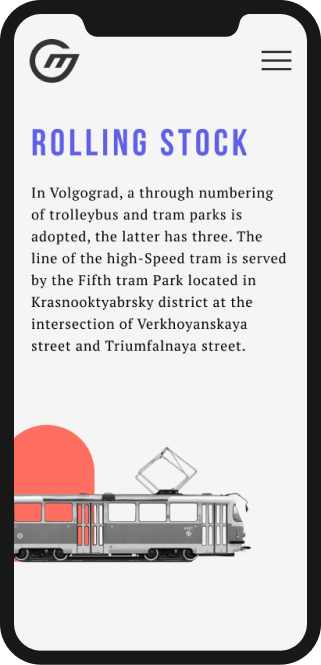 ROLLING STOCK
In Volgograd, a through numbering
of trolleybus and tram parks is
adopted, the latter has three. The
line of the high-Speed tram is served
by the Fifth tram Park located in
Krasnooktyabrsky district at the
intersection of Verkhoyanskaya
street and Triumfalnaya street.